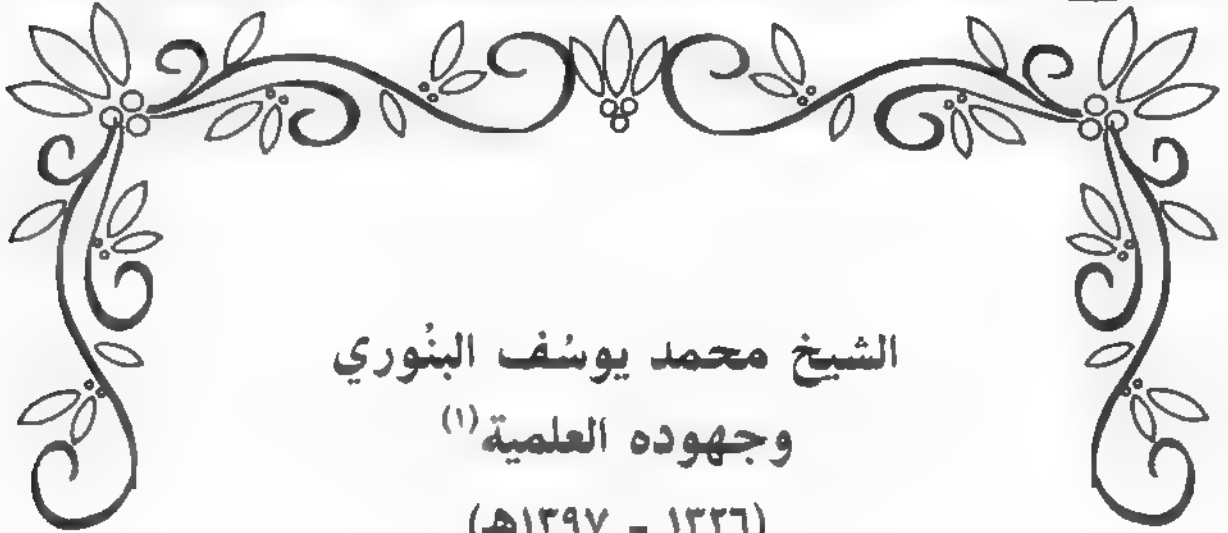 الشيخ محمد يوسُف البنُوري
وجهوده العلمية(١)
(١٣٢٦ - ١٣٩٧هـ)